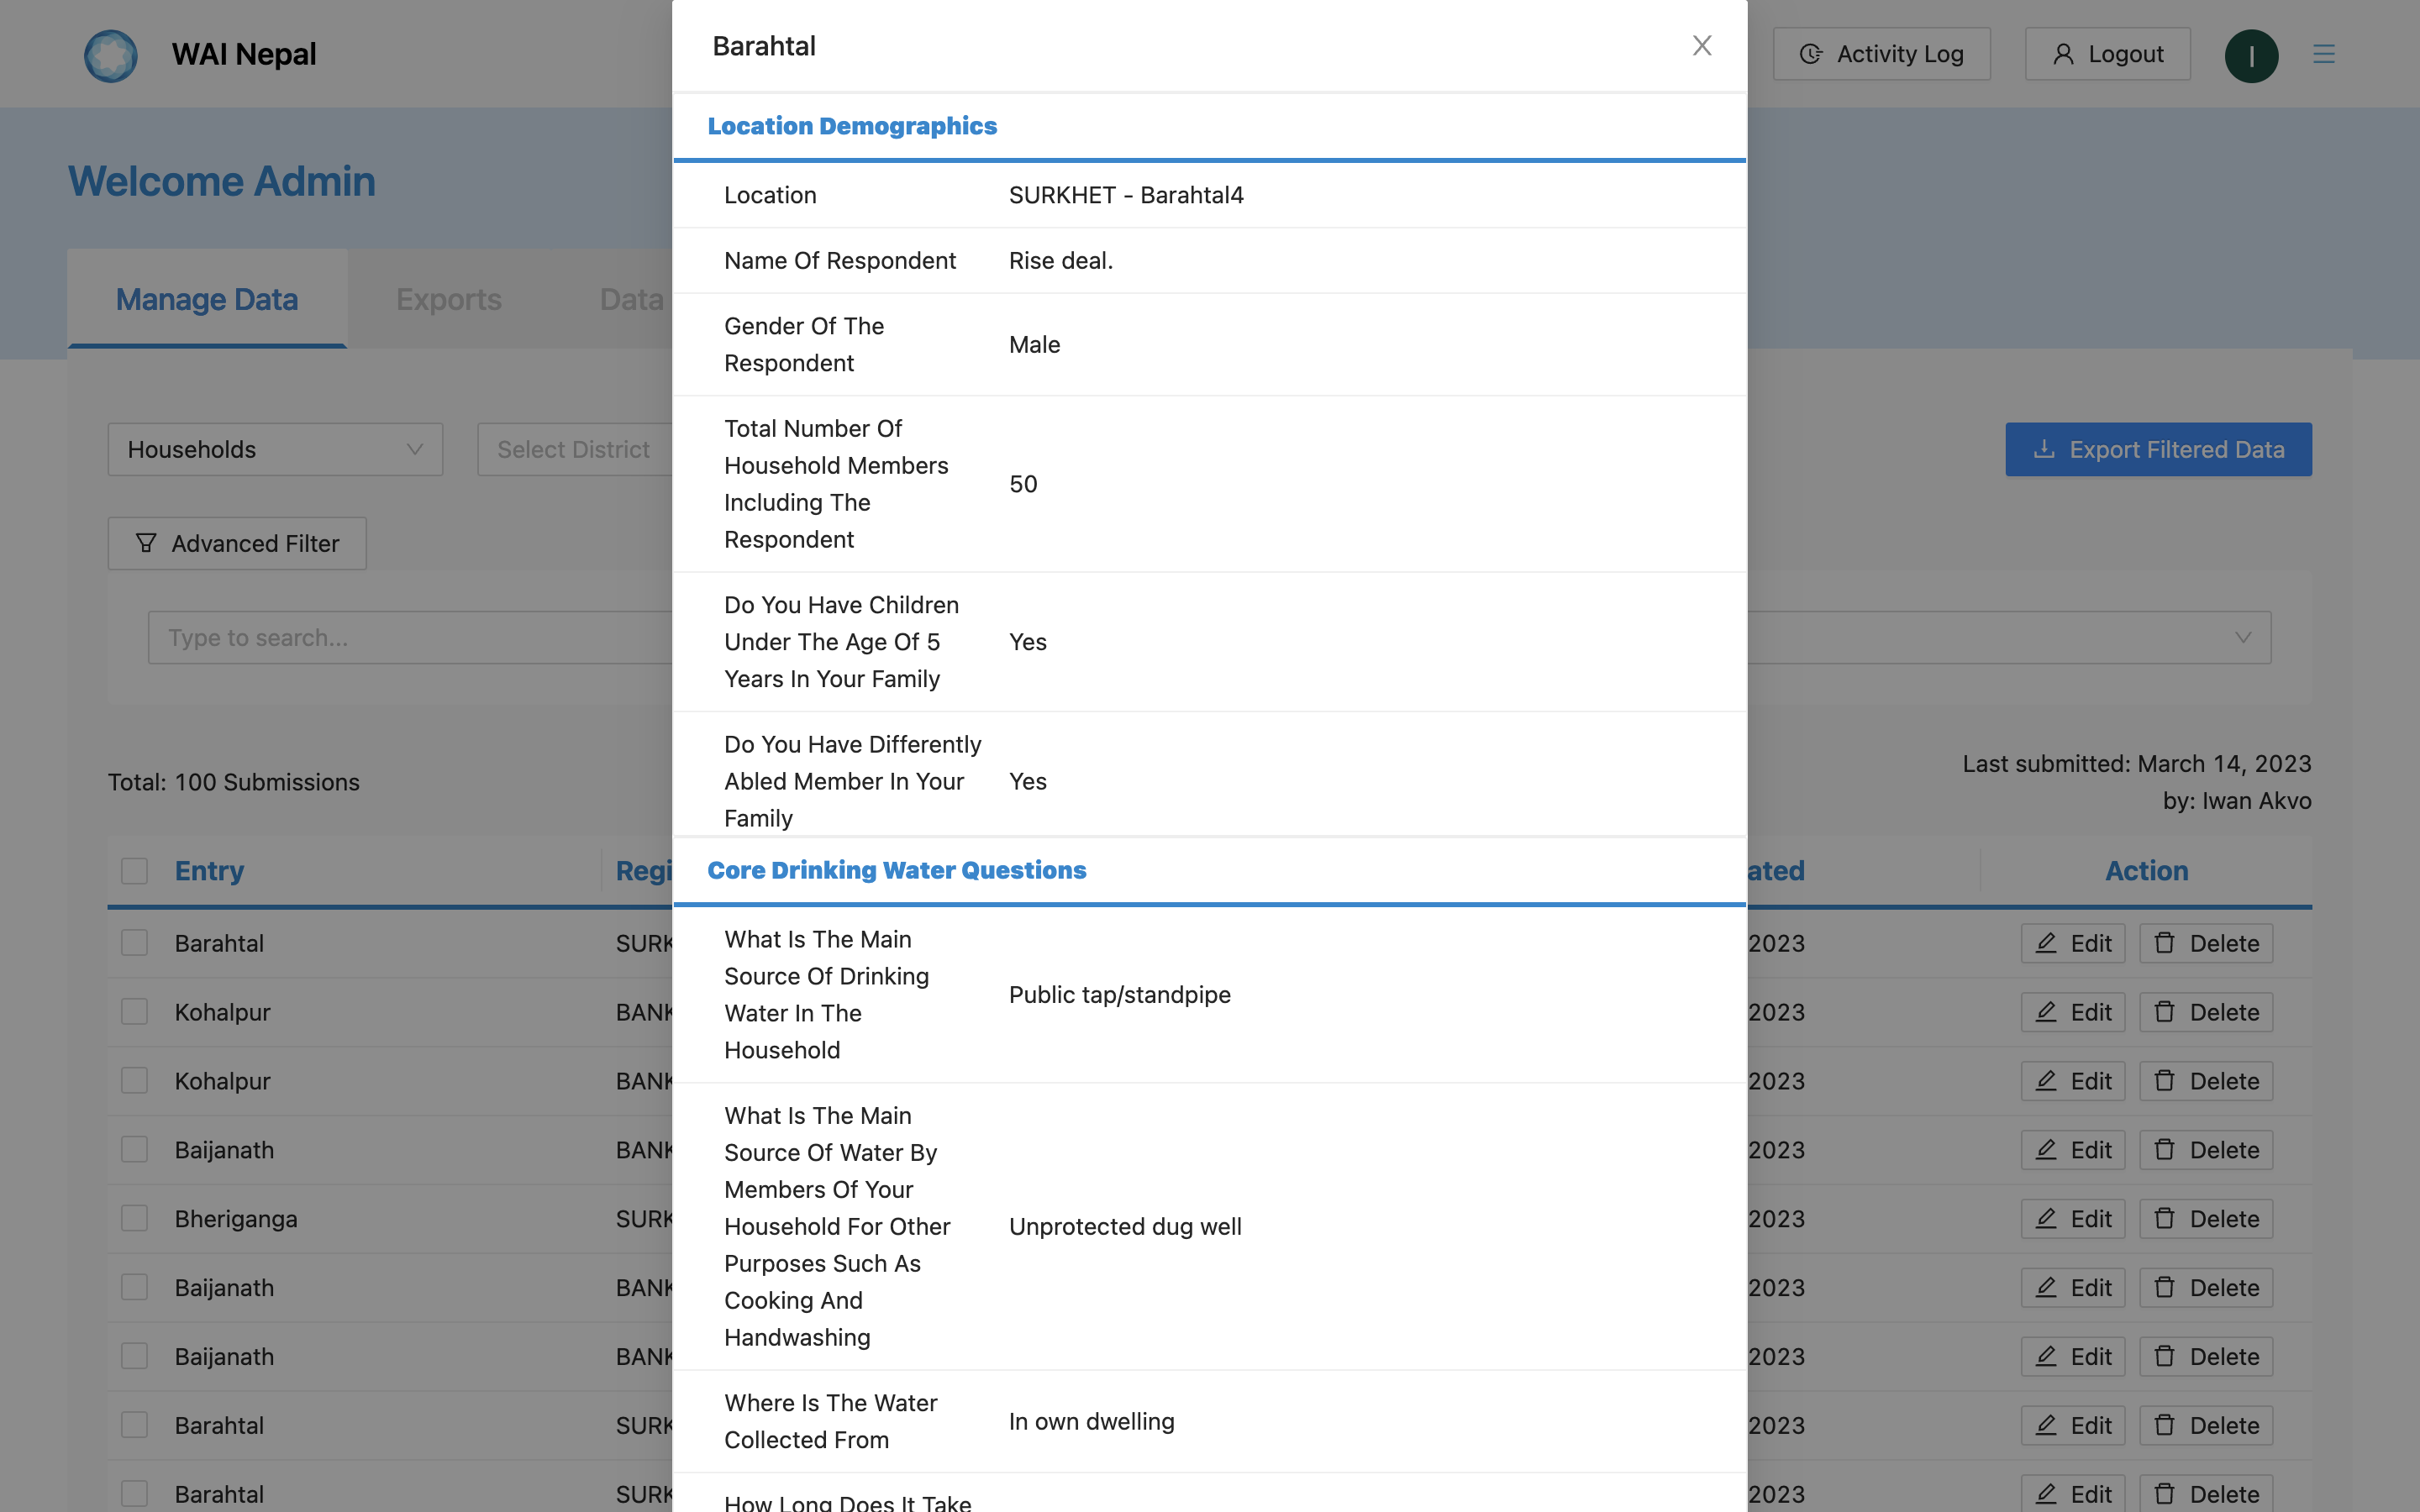 WAI Nepal
Activity Log
Logout
I
Welcome Admin
Manage Data
Exports
Data
Households
Select District
Export Filtered Data
Advanced Filter
Type to search...
Total: 100 Submissions
Last submitted: March 14, 2023
by: Iwan Akvo
Entry
Regi
ated
Action
Barahtal SURK 2023 Edit Delete
Kohalpur BANK 2023 Edit Delete
Kohalpur BANK 2023 Edit Delete
Baijanath BANK 2023 Edit Delete
Bheriganga SURK 2023 Edit Delete
Baijanath BANK 2023 Edit Delete
Baijanath BANK 2023 Edit Delete
Barahtal SURK 2023 Edit Delete
Barahtal SURK 2023 Edit Delete
Barahtal
Location Demographics
Location SURKHET - Barahtal4
Name Of Respondent Rise deal.
Gender Of The
Respondent
Male
Total Number Of
Household Members
Including The
Respondent
50
Do You Have Children
Under The Age Of 5
Years In Your Family
Yes
Do You Have Differently
Abled Member In Your
Family
Yes
Core Drinking Water Questions
What Is The Main
Source Of Drinking
Water In The
Household
Public tap/standpipe
What Is The Main
Source Of Water By
Members Of Your
Household For Other
Purposes Such As
Cooking And
Handwashing
Unprotected dug well
Where Is The Water
Collected From
In own dwelling
How Long Does It Take